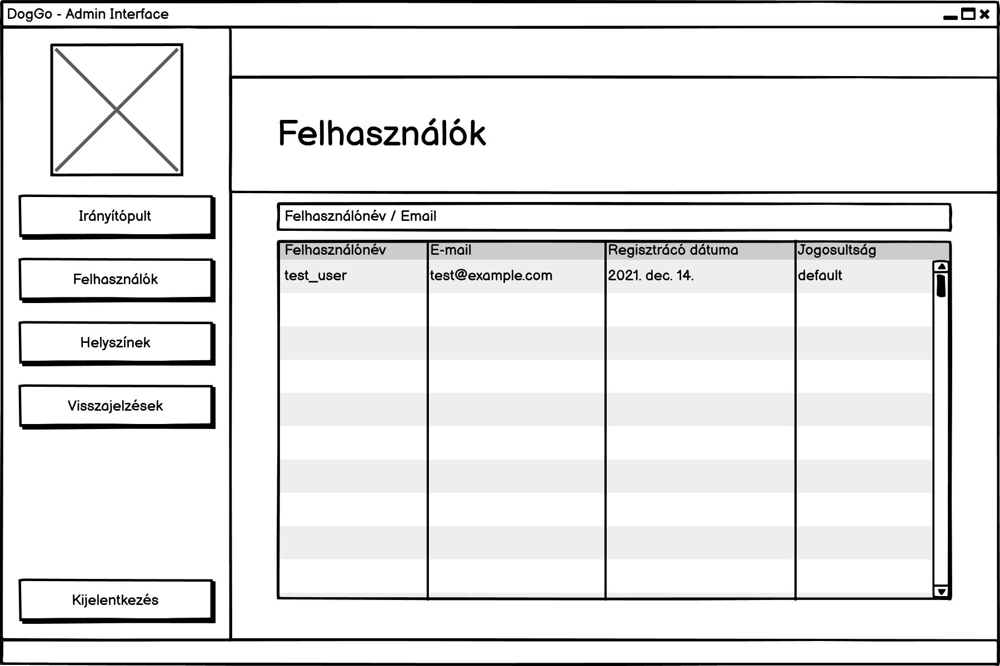 DogGo - Admin Interface
Felhasználók
Irányítópult
Felhasználók
Helyszínek
Visszajelzések
Kijelentkezés
Felhasználónév / Email
Felhasználónév E-mail Regisztrácó dátuma Jogosultság
test_user test@example.com 2021. dec. 14. default